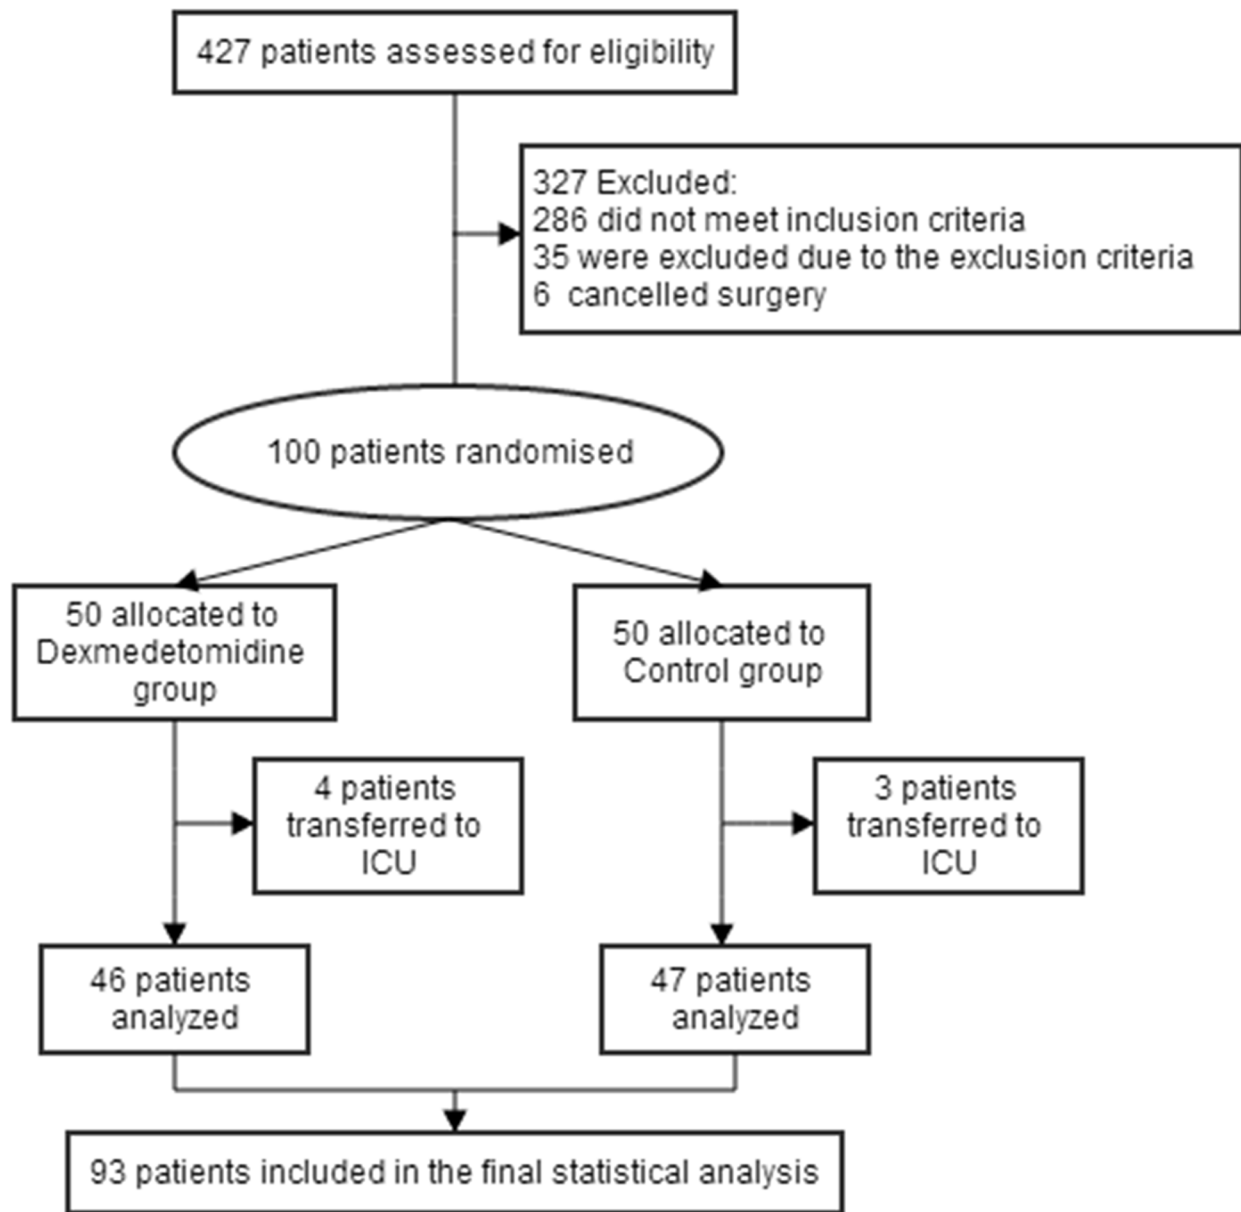 427 patients assessed for eligibility
327 Excluded:
286 did not meet inclusion criteria
35 were excluded due to the exclusion criteria
6 cancelled surgery
100 patients randomised
50 allocated to
Dexmedetomidine
group
50 allocated to
Control group
4 patients
transferred to
ICU
3 patients
transferred to
ICU
46 patients
analyzed
47 patients
analyzed
93 patients included in the final statistical analysis